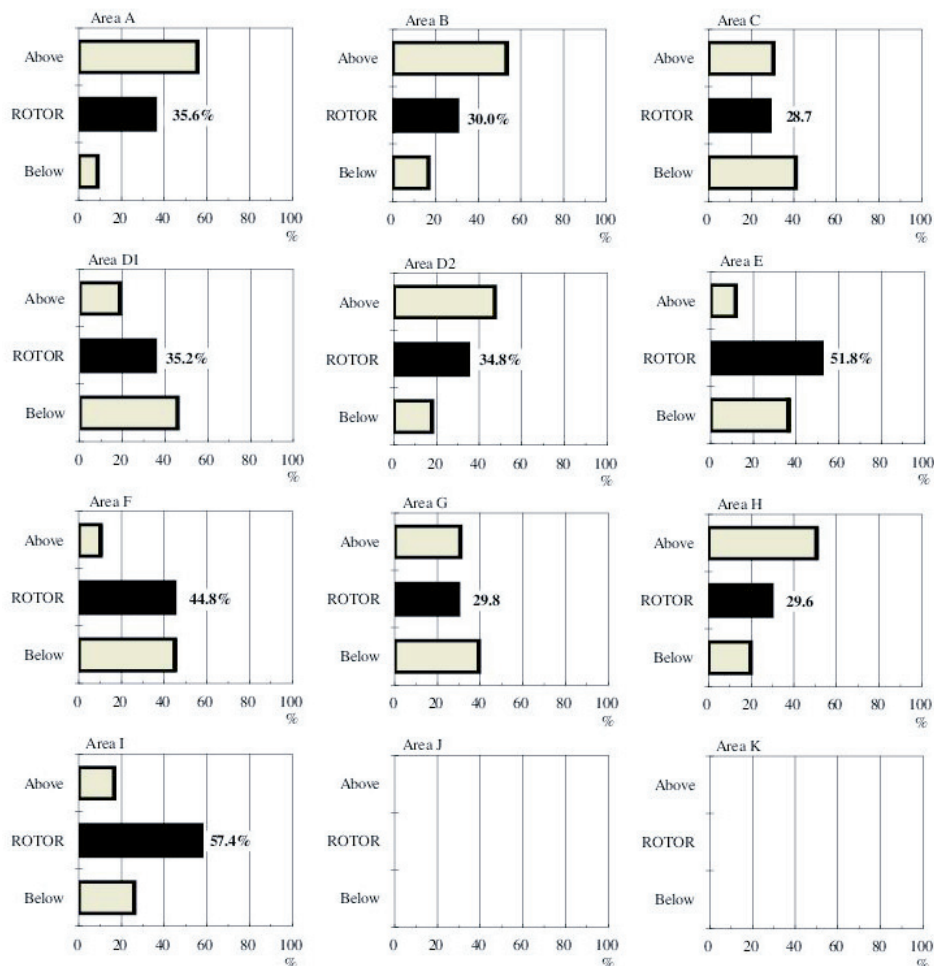 Area A
Above
ROTOR 35.6%
Below
0 20 40 60 80 100
%
Area B
Above
ROTOR 30.0%
Below
0 20 40 60 80 100
%
Area C
Above
ROTOR 28.7
Below
0 20 40 60 80 100
%
Area D1
Above
ROTOR 35.2%
Below
0 20 40 60 80 100
%
Area D2
Above
ROTOR 34.8%
Below
0 20 40 60 80 100
%
Area E
Above
ROTOR 51.8%
Below
0 20 40 60 80 100
%
Area F
Above
ROTOR 44.8%
Below
0 20 40 60 80 100
%
Area G
Above
ROTOR 29.8
Below
0 20 40 60 80 100
%
Area H
Above
ROTOR 29.6
Below
0 20 40 60 80 100
%
Area I
Above
ROTOR 57.4%
Below
0 20 40 60 80 100
%
Area J
Above
ROTOR
Below
0 20 40 60 80 100
%
Area K
Above
ROTOR
Below
0 20 40 60 80 100
%